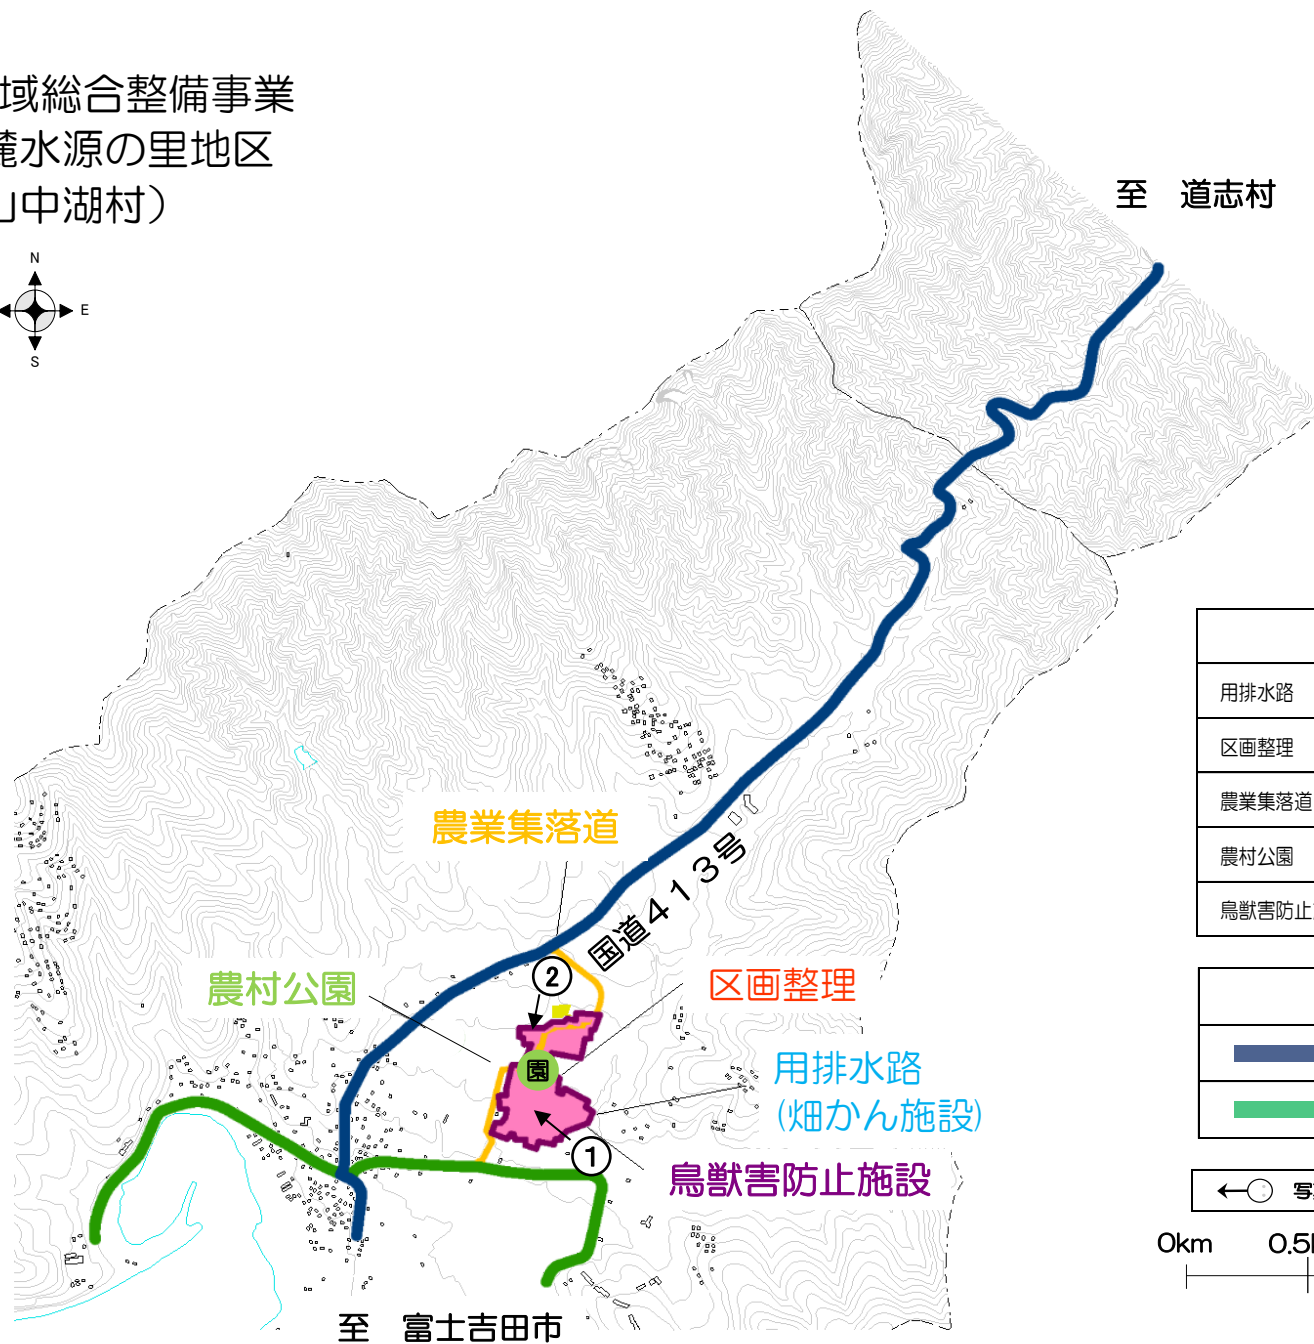 域総合整備事業
麓水源の里地区
山中湖村）
N
E
S
至　道志村
用排水路
区画整理
農業集落道
農村公園
鳥獣害防止
農業集落道
国道４１３号
農村公園
②
区画整理
園
用排水路
(畑かん施設)
①
鳥獣害防止施設
写
0km 0.5
至　富士吉田市